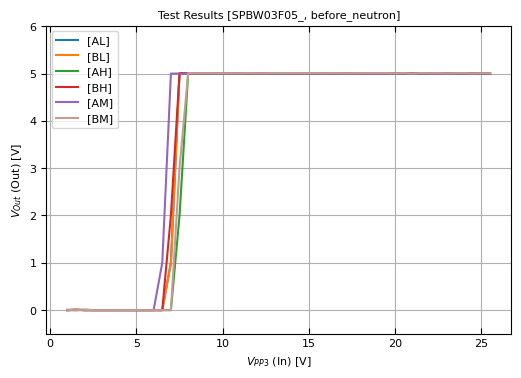 Test Results [SPBW03F05_, before_neutron]
6
5
4
3
2
1
0
V_Out (Out) [V]
[AL]
[BL]
[AH]
[BH]
[AM]
[BM]
0 5 10 15 20 25
V_PP3 (In) [V]